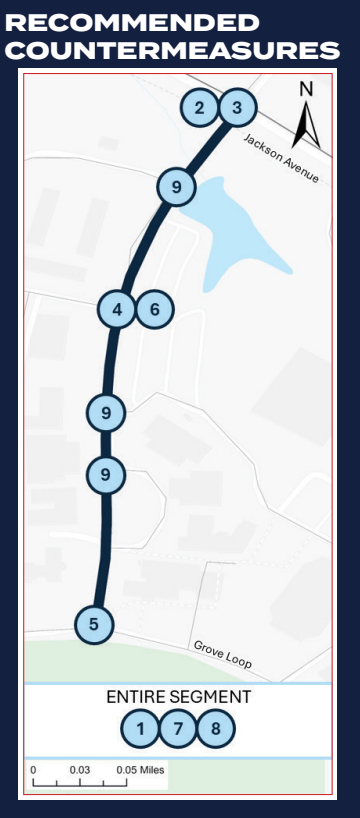 RECOMMENDED
COUNTERMEASURES
N
2 3
Jackson Avenue
9
4 6
9
9
5
Grove Loop
ENTIRE SEGMENT
1 7 8
0 0.03 0.05 Miles